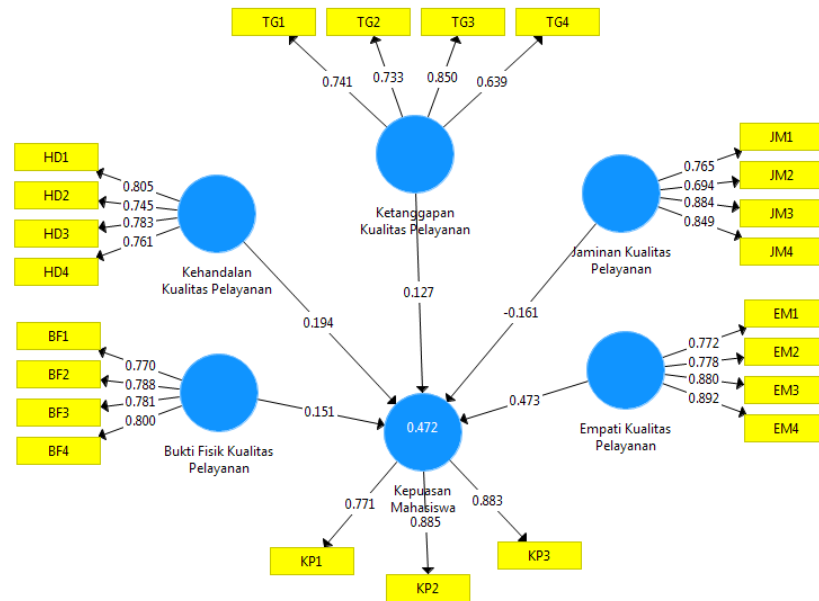 TG1
TG2
TG3
TG4
0.741
0.733
0.850
0.639
Ketanggapan
Kualitas Pelayanan
HD1
HD2
HD3
HD4
0.805
0.745
0.783
0.761
Kehandalan
Kualitas Pelayanan
JM1
JM2
JM3
JM4
0.765
0.694
0.884
0.849
Jaminan Kualitas
Pelayanan
0.194
0.127
-0.161
BF1
BF2
BF3
BF4
0.770
0.788
0.781
0.800
Bukti Fisik Kualitas
Pelayanan
0.151
EM1
EM2
EM3
EM4
0.772
0.778
0.880
0.892
Empati Kualitas
Pelayanan
0.473
0.472
Kepuasan
Mahasiswa
0.771
0.885
0.883
KP1
KP2
KP3